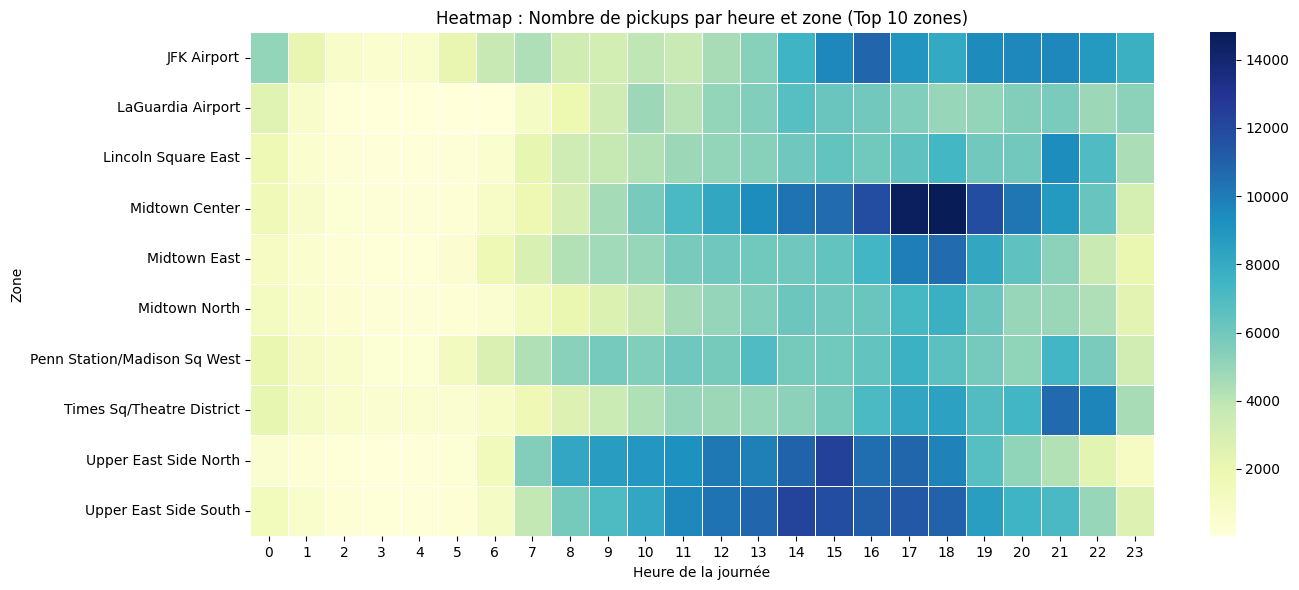 Heatmap : Nombre de pickups par heure et zone (Top 10 zones)
Zone
JFK Airport
LaGuardia Airport
Lincoln Square East
Midtown Center
Midtown East
Midtown North
Penn Station/Madison Sq West
Times Sq/Theatre District
Upper East Side North
Upper East Side South
0 1 2 3 4 5 6 7 8 9 10 11 12 13 14 15 16 17 18 19 20 21 22 23
Heure de la journée
14000
12000
10000
8000
6000
4000
2000